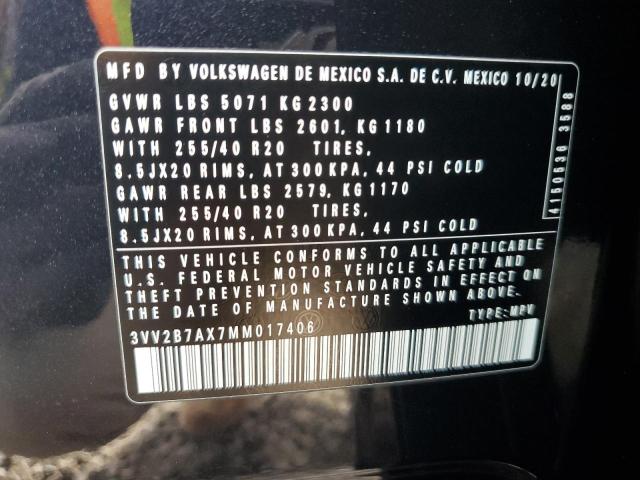 MFD BY VOLKSWAGEN DE MEXICO S.A. DE C.V. MEXICO 10/20
GVWR LBS 5071 KG 2300
GAWR FRONT LBS 2601, KG 1180
WITH 255/40 R20 TIRES,
8.5JX20 RIMS, AT 300 KPA, 44 PSI COLD
GAWR REAR LBS 2579, KG 1170
WITH 255/40 R20 TIRES,
8.5JX20 RIMS, AT 300 KPA, 44 PSI COLD
4150630 3588
THIS VEHICLE CONFORMS TO ALL APPLICABLE
U.S. FEDERAL MOTOR VEHICLE SAFETY AND
THEFT PREVENTION STANDARDS IN EFFECT ON
THE DATE OF MANUFACTURE SHOWN ABOVE.
TYPE:MPV
3VV2B7AX7MM017406